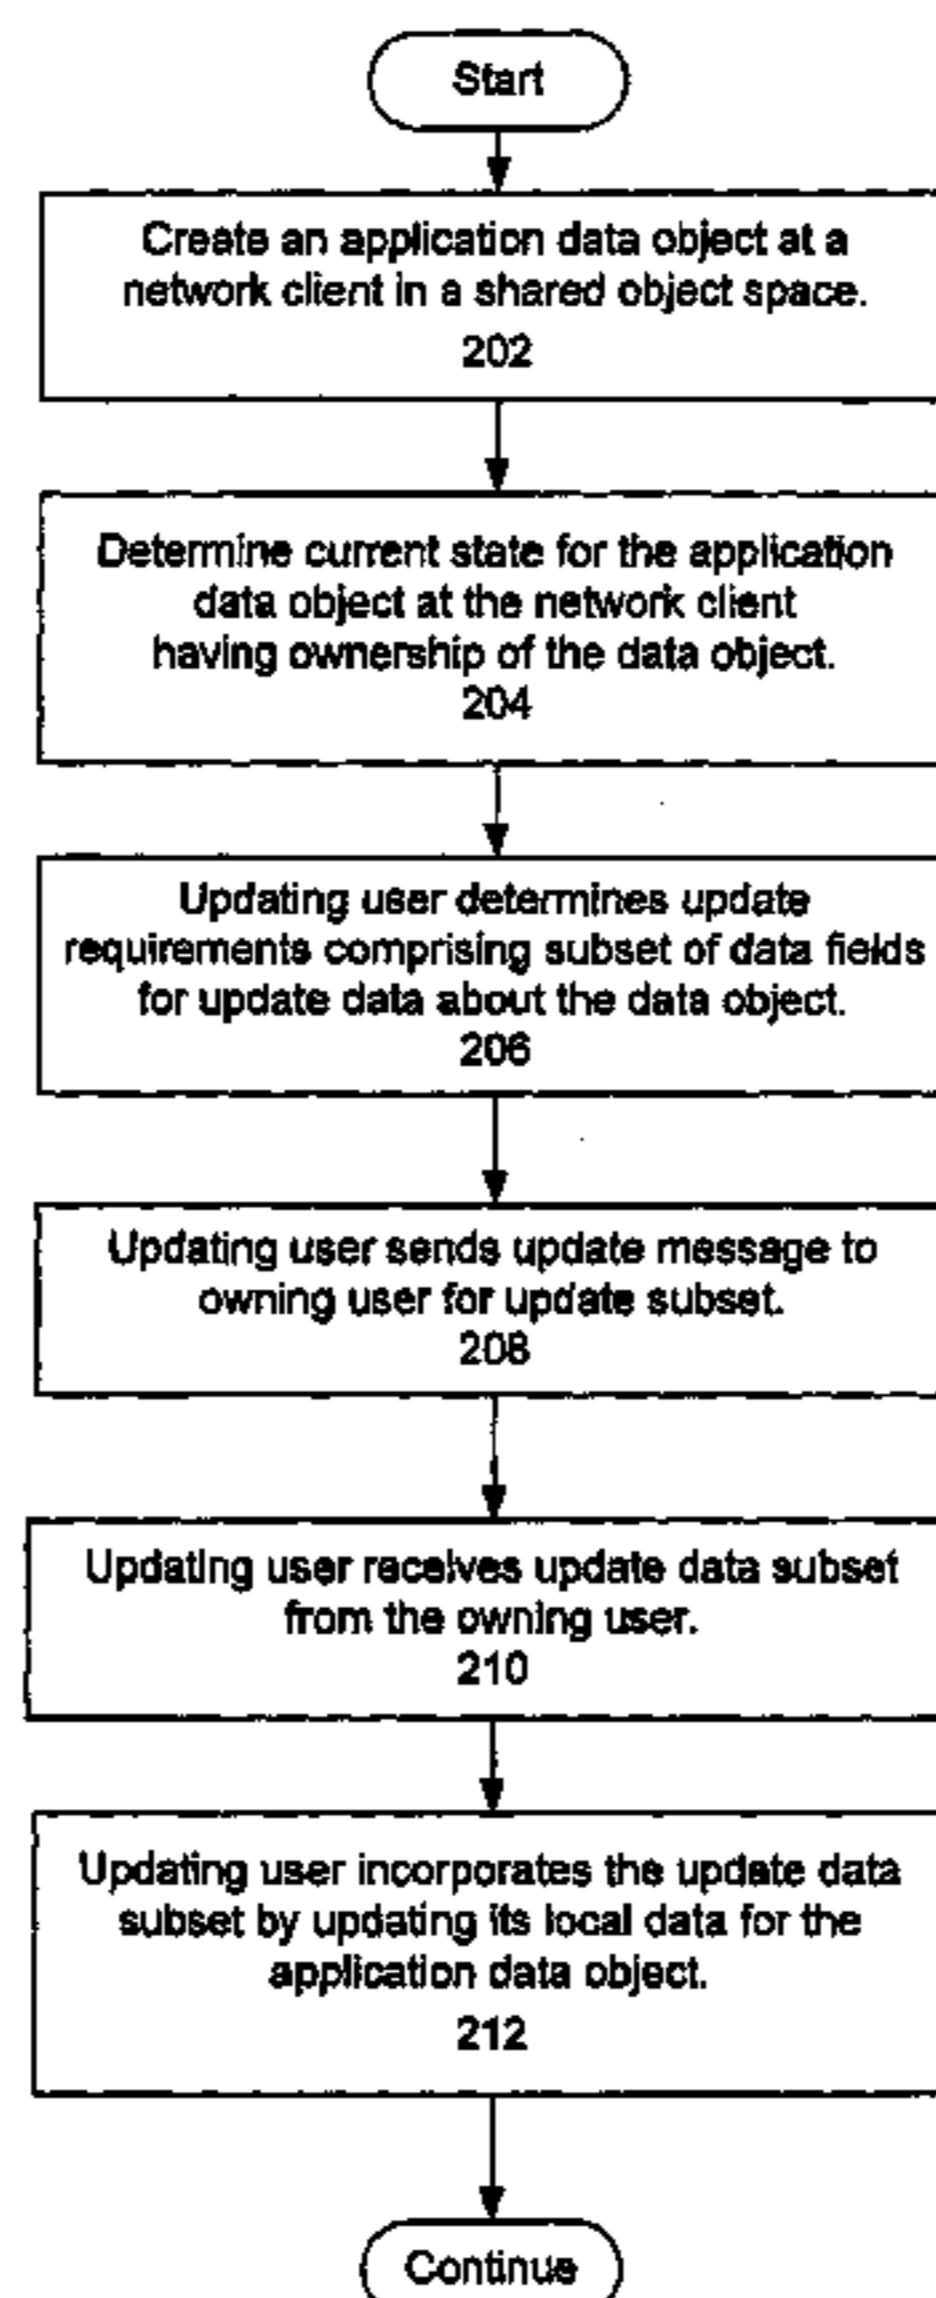 Start
Create an application data object at a
network client in a shared object space.
202
Determine current state for the application
data object at the network client
having ownership of the data object.
204
Updating user determines update
requirements comprising subset of data fields
for update data about the data object.
206
Updating user sends update message to
owning user for update subset.
208
Updating user receives update data subset
from the owning user.
210
Updating user incorporates the update data
subset by updating its local data for the
application data object.
212
Continue